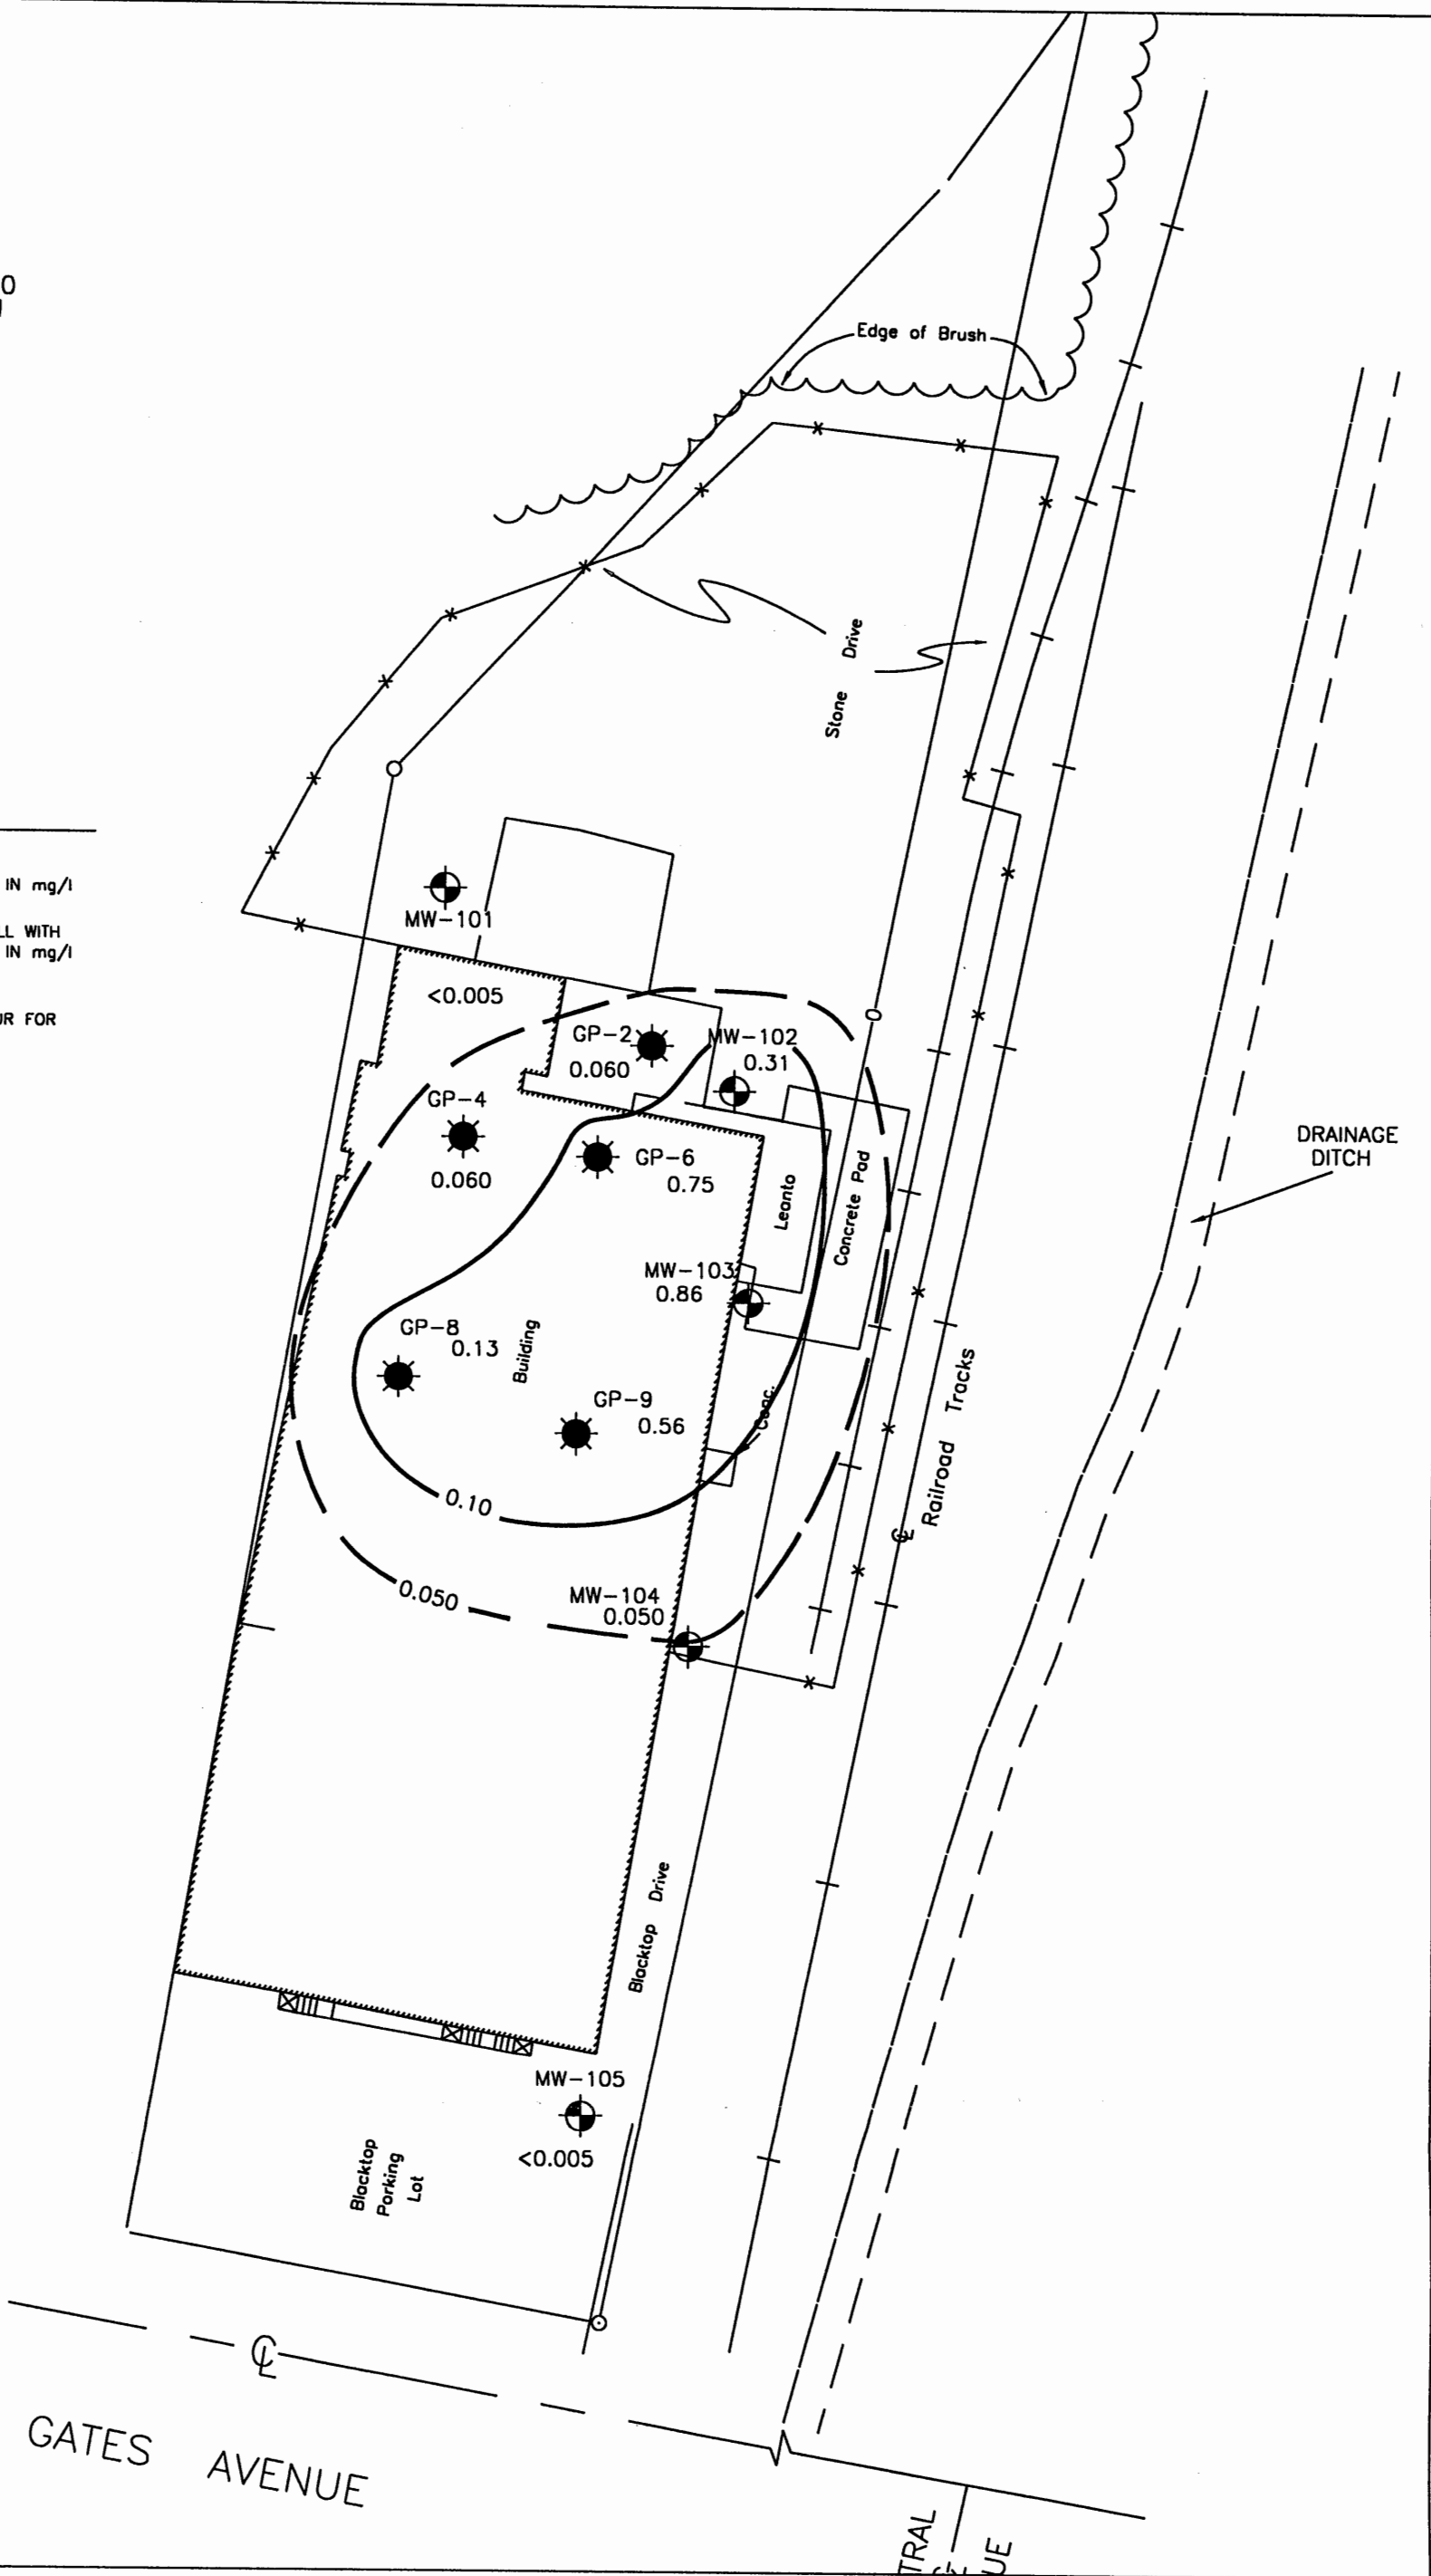 0
Edge of Brush
Stone Drive
IN mg/l
LL WITH
IN mg/l
UR FOR
MW-101
<0.005
GP-2
0.060
MW-102
0.31
GP-4
0.060
GP-6
0.75
Leanto
Concrete Pad
DRAINAGE
DITCH
MW-103
0.86
GP-8
0.13
Building
GP-9
0.56
Conc.
0.10
Railroad Tracks
℄
0.050
MW-104
0.050
Blacktop Drive
MW-105
<0.005
Blacktop
Parking
Lot
℄
GATES AVENUE
TRAL
UE